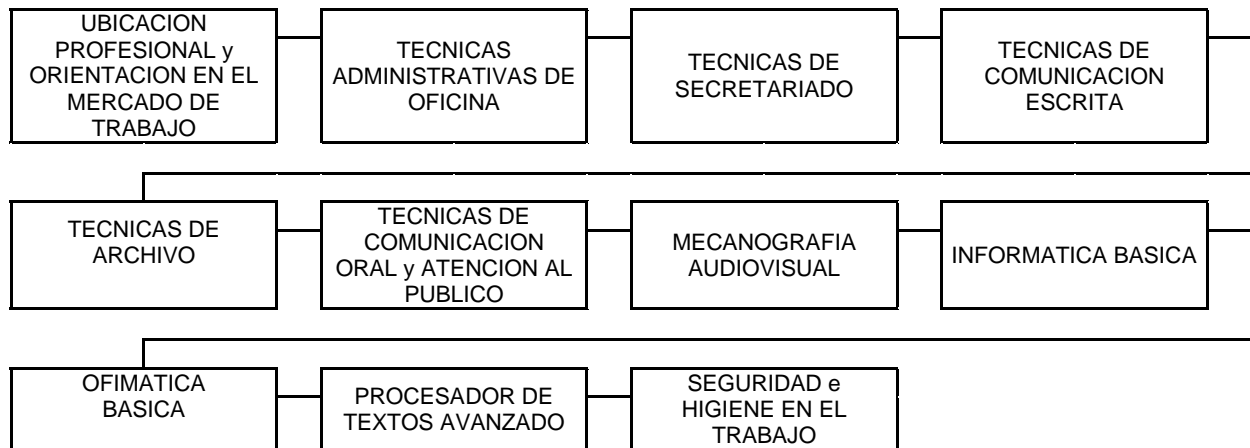 UBICACION
PROFESIONAL y
ORIENTACION EN EL
MERCADO DE
TRABAJO
TECNICAS
ADMINISTRATIVAS DE
OFICINA
TECNICAS DE
SECRETARIADO
TECNICAS DE
COMUNICACION
ESCRITA
TECNICAS DE
ARCHIVO
TECNICAS DE
COMUNICACION
ORAL y ATENCION AL
PUBLICO
MECANOGRAFIA
AUDIOVISUAL
INFORMATICA BASICA
OFIMATICA
BASICA
PROCESADOR DE
TEXTOS AVANZADO
SEGURIDAD e
HIGIENE EN EL
TRABAJO